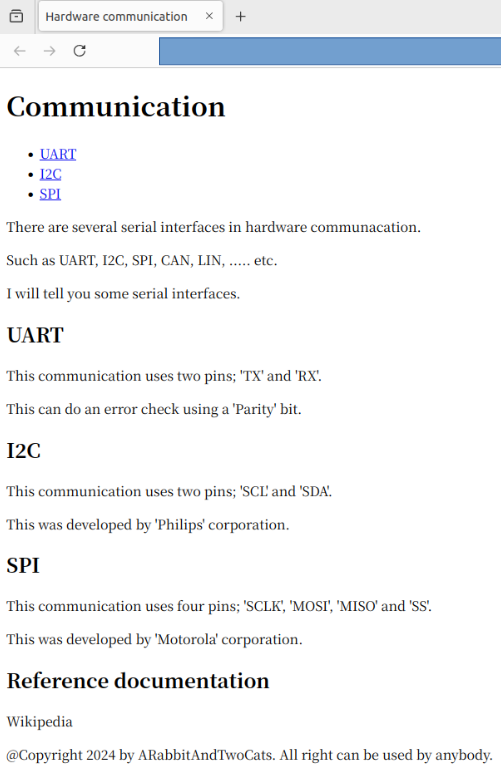 Hardware communication
Communication
UART
I2C
SPI
There are several serial interfaces in hardware communacation.
Such as UART, I2C, SPI, CAN, LIN, ..... etc.
I will tell you some serial interfaces.
UART
This communication uses two pins; 'TX' and 'RX'.
This can do an error check using a 'Parity' bit.
I2C
This communication uses two pins; 'SCL' and 'SDA'.
This was developed by 'Philips' corporation.
SPI
This communication uses four pins; 'SCLK', 'MOSI', 'MISO' and 'SS'.
This was developed by 'Motorola' corporation.
Reference documentation
Wikipedia
@Copyright 2024 by ARabbitAndTwoCats. All right can be used by anybody.